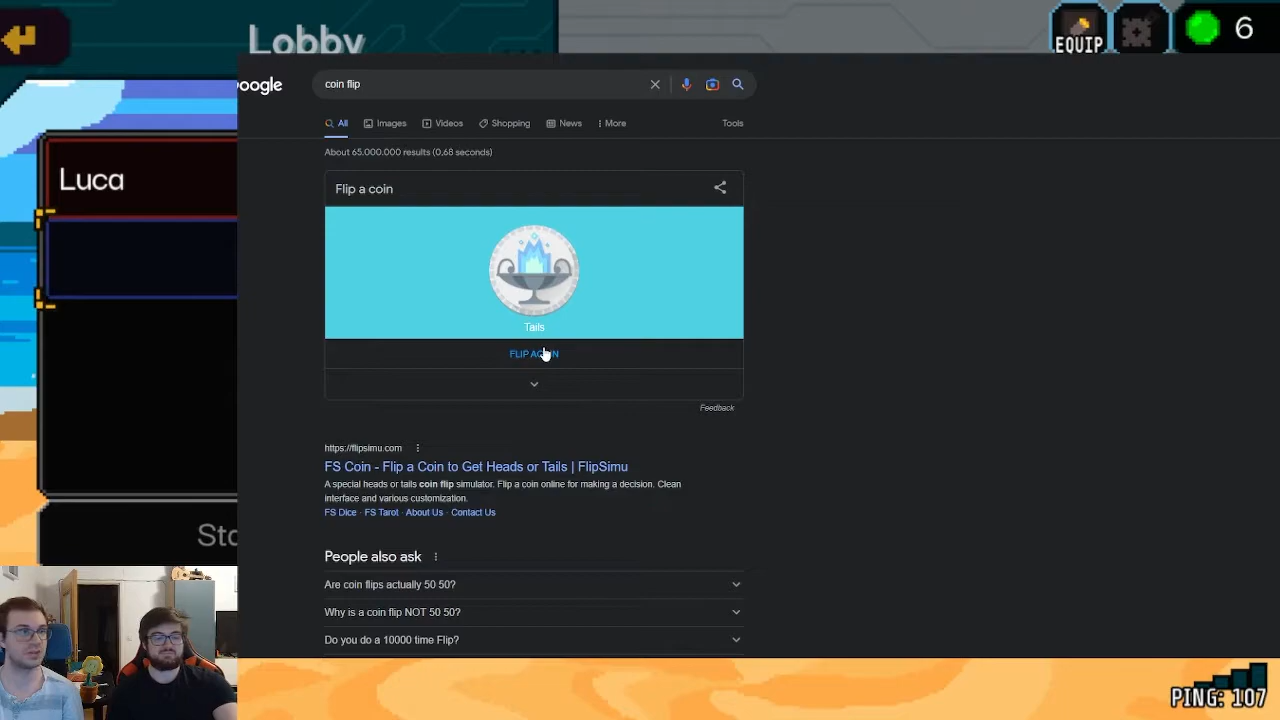 Lobby
EQUIP
6
oogle
coin flip
All
Images
Videos
Shopping
News
More
Tools
About 65.000.000 results (0,68 seconds)
Luca
Flip a coin
Tails
FLIP AGAIN
Feedback
https://flipsimu.com
FS Coin - Flip a Coin to Get Heads or Tails | FlipSimu
A special heads or tails coin flip simulator. Flip a coin online for making a decision. Clean
interface and various customization.
FS Dice · FS Tarot · About Us · Contact Us
Sto
People also ask
Are coin flips actually 50 50?
Why is a coin flip NOT 50 50?
Do you do a 10000 time Flip?
PING: 107